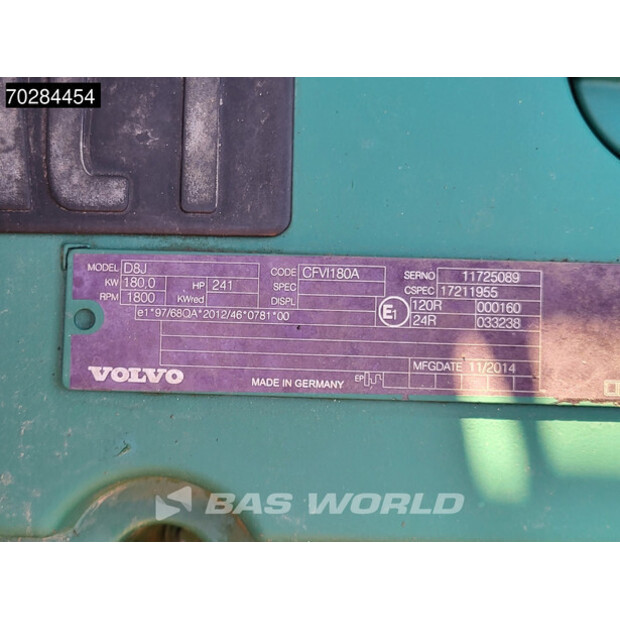 70284454
MODEL D8J CODE CFVI180A SERNO 11725089
KW 180,0 HP 241 SPEC CSPEC 17211955
RPM 1800 KWred DISPL E1 120R 000160
e1*97/68QA*2012/46*0781*00 24R 033238
MFGDATE 11/2014
VOLVO MADE IN GERMANY EP
BAS WORLD